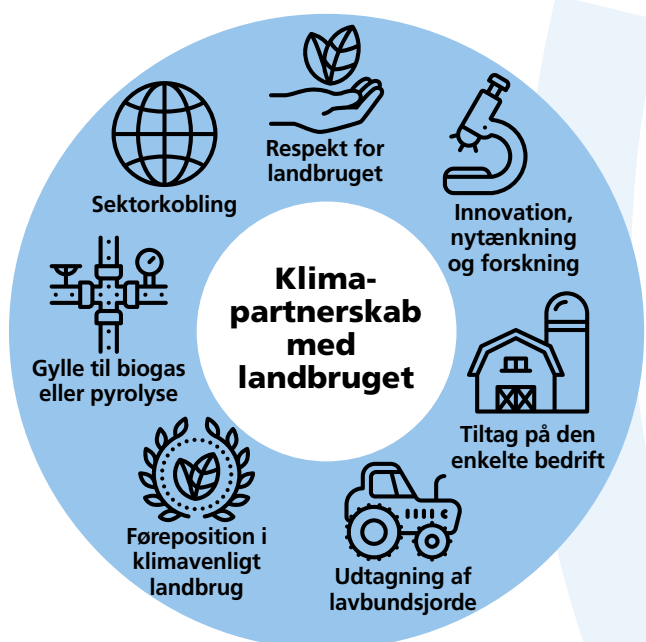 Respekt for
landbruget
Innovation,
nytænkning
og forskning
Tiltag på den
enkelte bedrift
Udtagning af
lavbundsjorde
Føreposition i
klimavenligt
landbrug
Gylle til biogas
eller pyrolyse
Sektorkobling
Klima-
partnerskab
med
landbruget